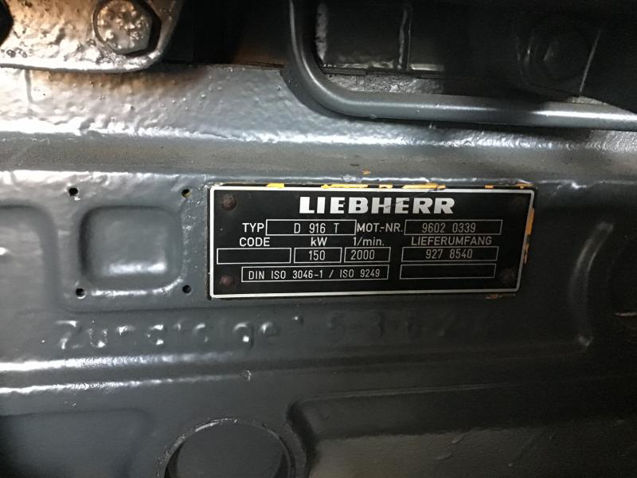 LIEBHERR
TYP D 916 T MOT.-NR. 9602 0339
CODE kW 1/min. LIEFERUMFANG
150 2000 927 8540
DIN ISO 3046-1 / ISO 9249